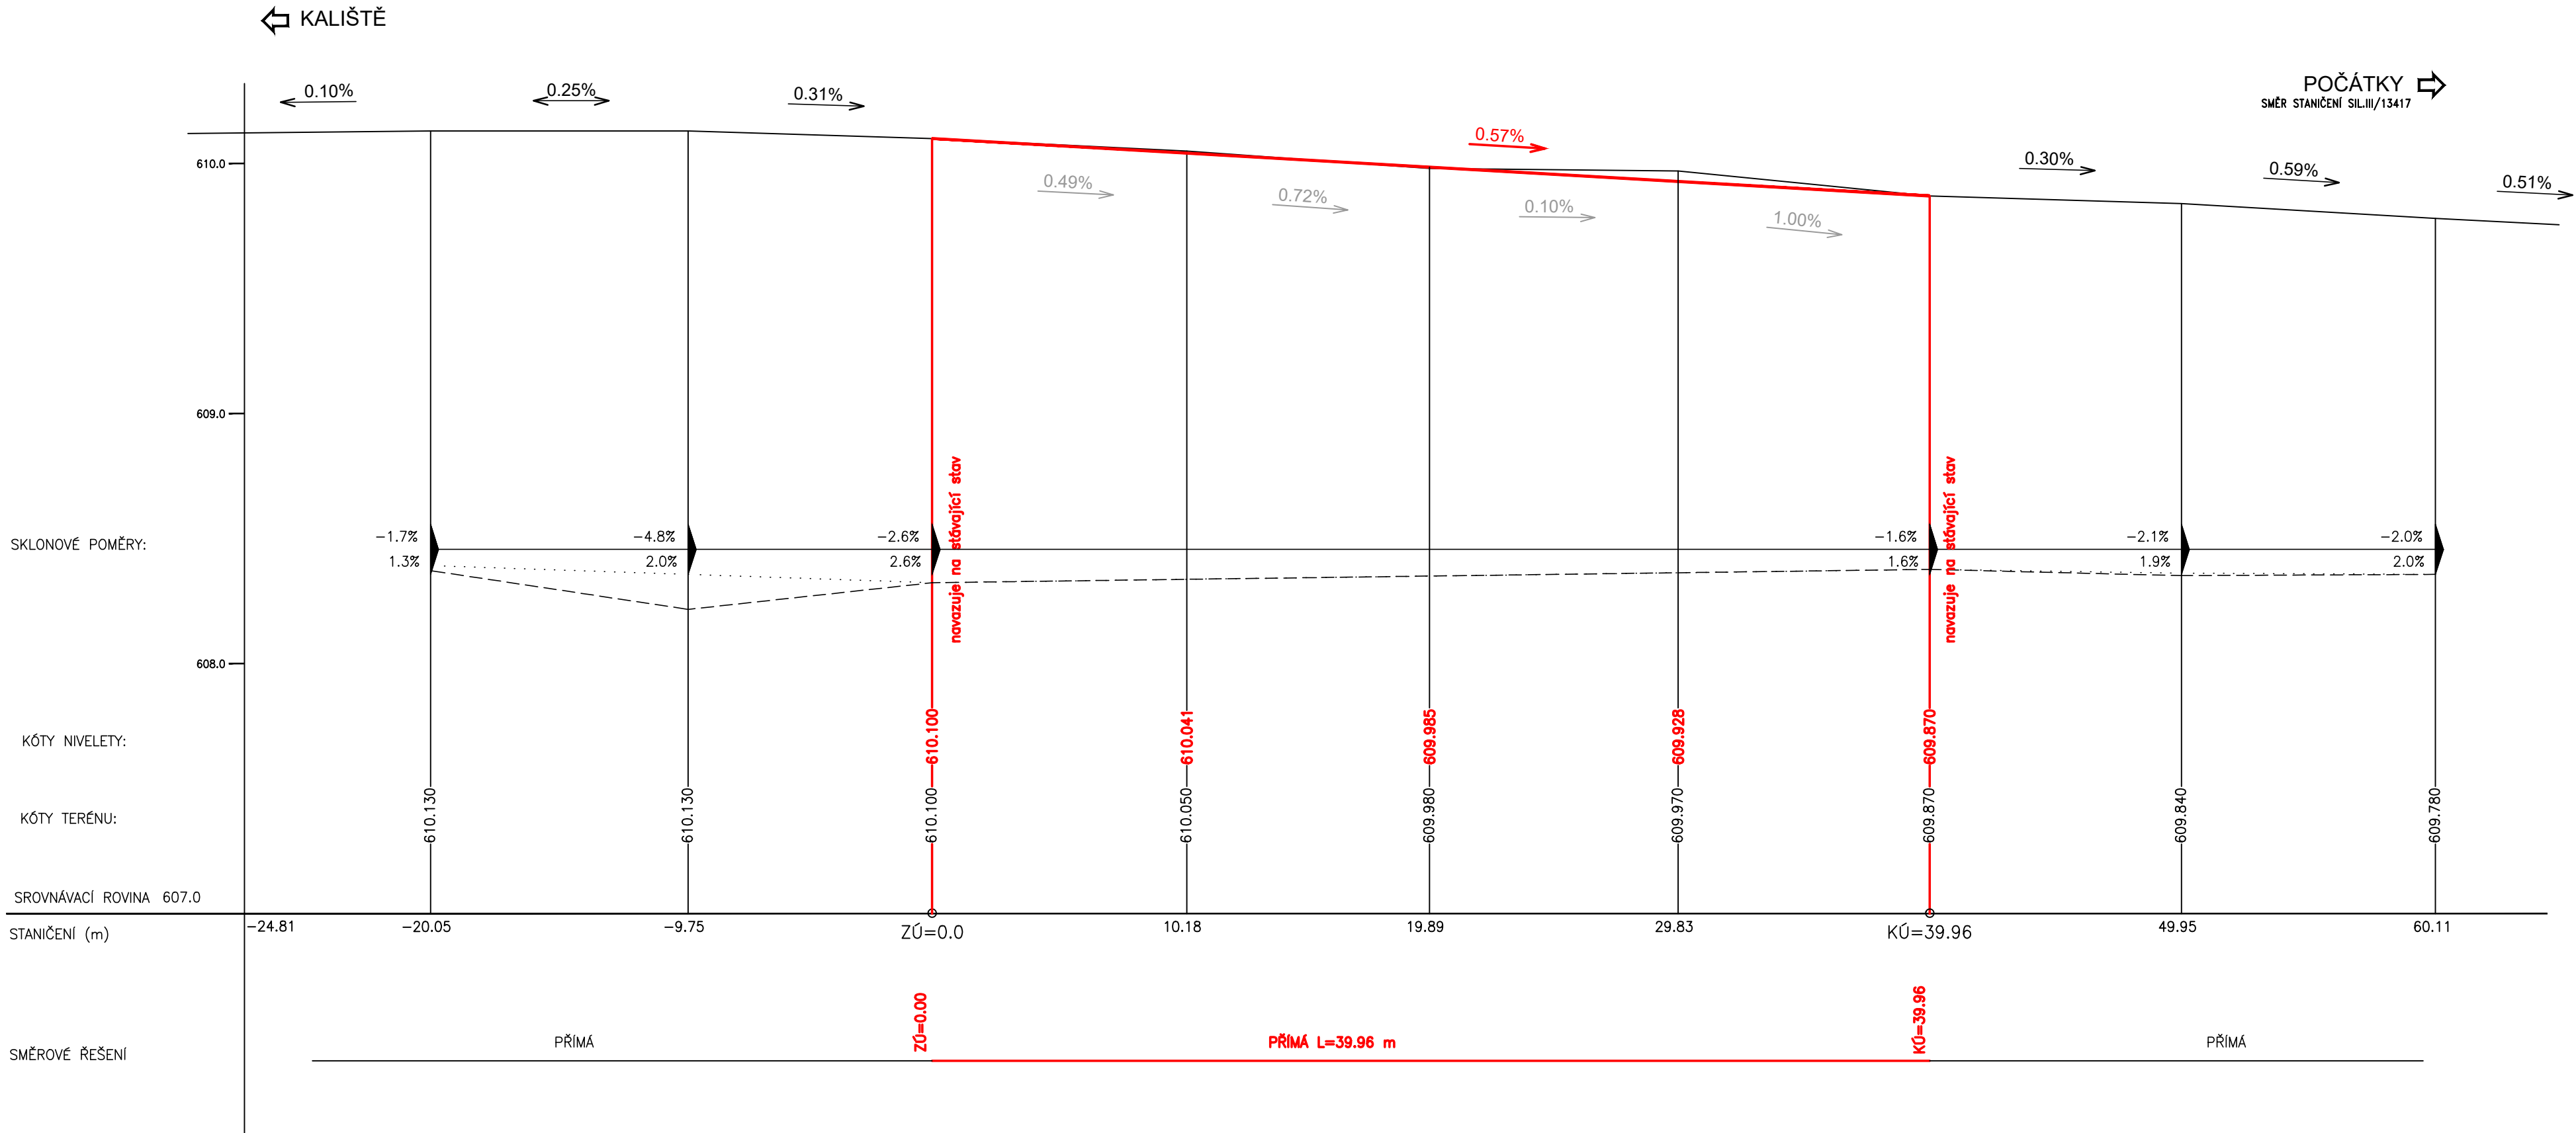 KALIŠTĚ
POČÁTKY
SMĚR STANIČENÍ SIL.III/13417
0.10%
0.25%
0.31%
0.57%
0.30%
0.59%
0.51%
0.49%
0.72%
0.10%
1.00%
610.0
609.0
608.0
navazuje na stávající stav
navazuje na stávající stav
SKLONOVÉ POMĚRY:
−1.7%
−4.8%
−2.6%
−1.6%
−2.1%
−2.0%
1.3%
2.0%
2.6%
1.6%
1.9%
2.0%
KÓTY NIVELETY:
610.100
610.041
609.985
609.928
609.870
KÓTY TERÉNU:
610.130
610.130
610.100
610.050
609.980
609.970
609.870
609.840
609.780
SROVNÁVACÍ ROVINA 607.0
STANIČENÍ (m)
−24.81
−20.05
−9.75
ZÚ=0.0
10.18
19.89
29.83
KÚ=39.96
49.95
60.11
ZÚ=0.00
KÚ=39.96
SMĚROVÉ ŘEŠENÍ
PŘÍMÁ
PŘÍMÁ L=39.96 m
PŘÍMÁ